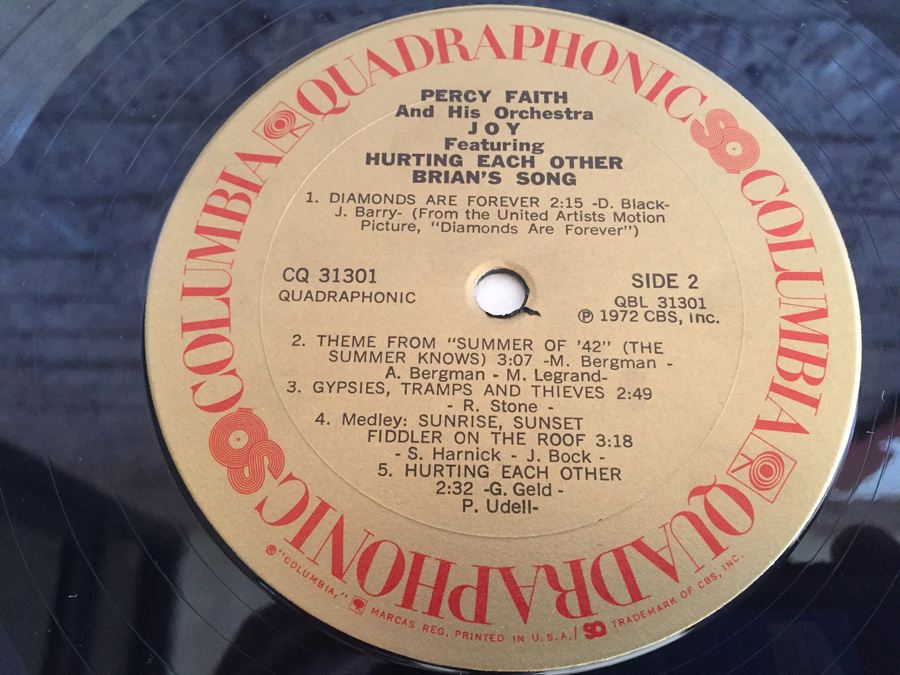 COLUMBIA QUADRAPHONIC SQ COLUMBIA QUADRAPHONIC SQ
PERCY FAITH
And His Orchestra
JOY
Featuring
HURTING EACH OTHER
BRIAN'S SONG
1. DIAMONDS ARE FOREVER 2:15 -D. Black-
J. Barry- (From the United Artists Motion
Picture, "Diamonds Are Forever")
CQ 31301
QUADRAPHONIC
SIDE 2
QBL 31301
℗ 1972 CBS, Inc.
2. THEME FROM "SUMMER OF '42" (THE
SUMMER KNOWS) 3:07 -M. Bergman -
A. Bergman - M. Legrand-
3. GYPSIES, TRAMPS AND THIEVES 2:49
- R. Stone -
4. Medley: SUNRISE, SUNSET
FIDDLER ON THE ROOF 3:18
- S. Harnick - J. Bock -
5. HURTING EACH OTHER
2:32 -G. Geld -
P. Udell-
® "COLUMBIA," MARCAS REG. PRINTED IN U.S.A./ SQ TRADEMARK OF CBS, INC.